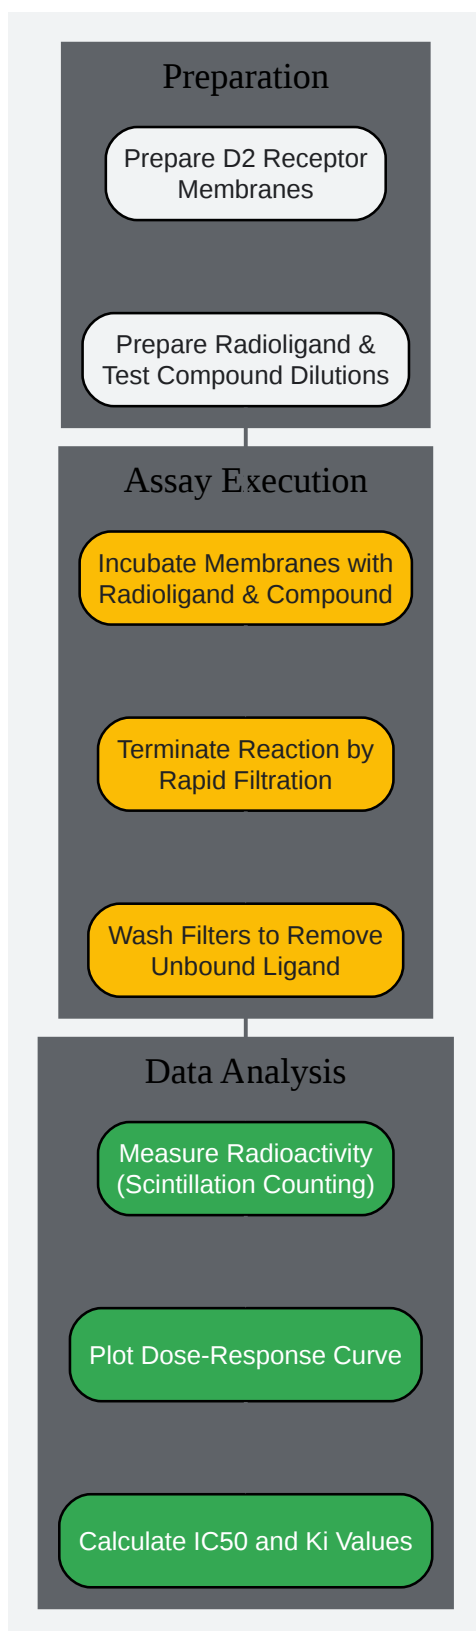 Preparation
Prepare D2 Receptor
Membranes
Prepare Radioligand &
Test Compound Dilutions
Assay Execution
Incubate Membranes with
Radioligand & Compound
Terminate Reaction by
Rapid Filtration
Wash Filters to Remove
Unbound Ligand
Data Analysis
Measure Radioactivity
(Scintillation Counting)
Plot Dose-Response Curve
Calculate IC50 and Ki Values